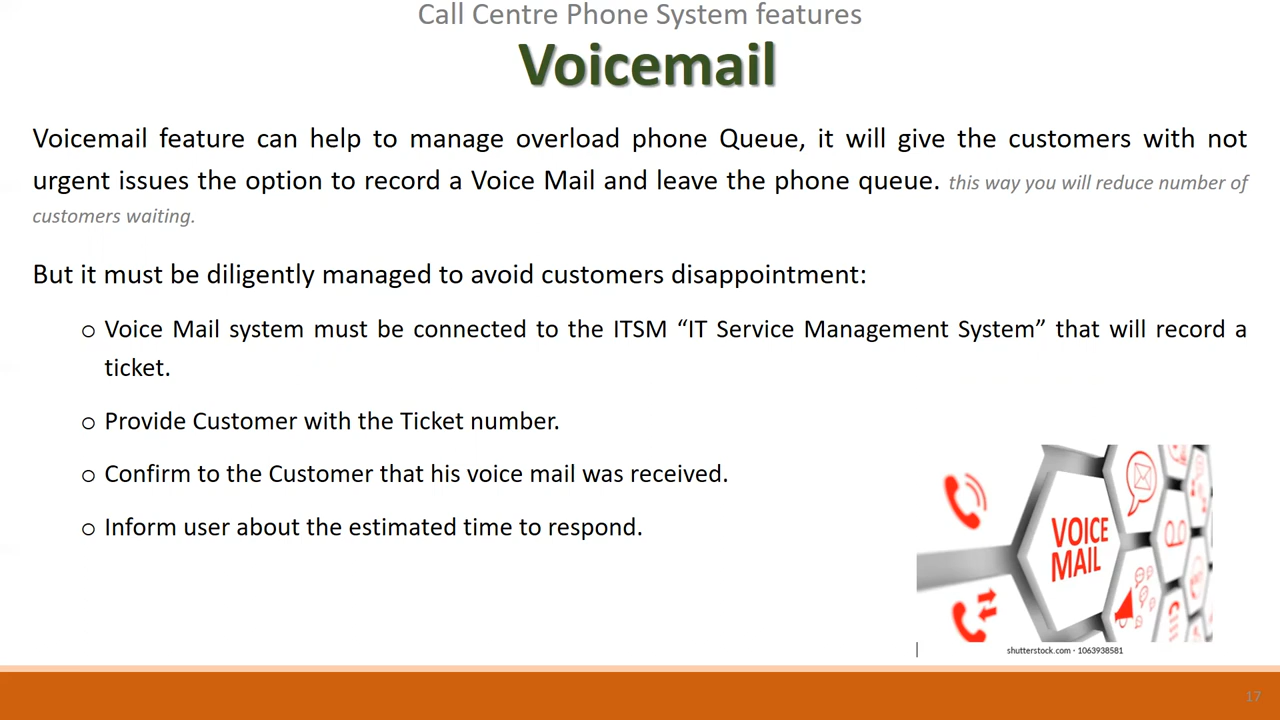 Call Centre Phone System features
Voicemail
Voicemail feature can help to manage overload phone Queue, it will give the customers with not
urgent issues the option to record a Voice Mail and leave the phone queue. this way you will reduce number of
customers waiting.
But it must be diligently managed to avoid customers disappointment:
○ Voice Mail system must be connected to the ITSM “IT Service Management System” that will record a
ticket.
○ Provide Customer with the Ticket number.
○ Confirm to the Customer that his voice mail was received.
○ Inform user about the estimated time to respond.
VOICE
MAIL
shutterstock.com · 1063938581
17